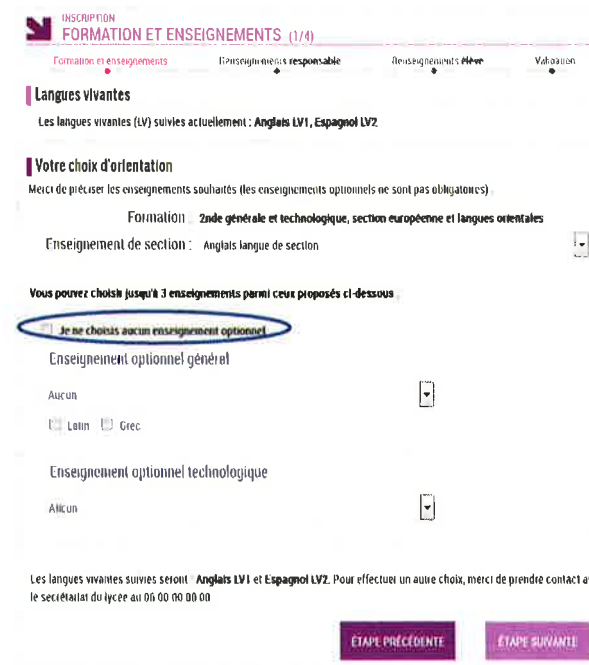 INSCRIPTION
FORMATION ET ENSEIGNEMENTS (1/4)
Formation et enseignements Renseignements responsable Renseignements élève Validation
Langues vivantes
Les langues vivantes (LV) suivies actuellement : Anglais LV1, Espagnol LV2
Votre choix d'orientation
Merci de préciser les enseignements souhaités (les enseignements optionnels ne sont pas obligatoires)
Formation : 2nde générale et technologique, section européenne et langues orientales
Enseignement de section : Anglais langue de section
Vous pouvez choisir jusqu'à 3 enseignements parmi ceux proposés ci-dessous
Je ne choisis aucun enseignement optionnel
Enseignement optionnel général
Aucun
Latin Grec
Enseignement optionnel technologique
Aucun
Les langues vivantes suivies seront : Anglais LV1 et Espagnol LV2. Pour effectuer un autre choix, merci de prendre contact a
le secrétariat du lycée au 06 00 00 00 00
ÉTAPE PRÉCÉDENTE ÉTAPE SUIVANTE